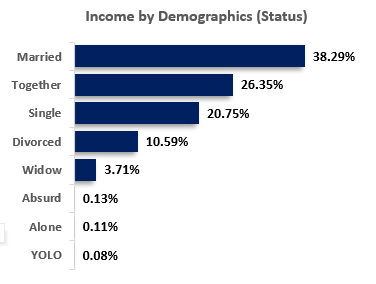 Income by Demographics (Status)
Married 38.29%
Together 26.35%
Single 20.75%
Divorced 10.59%
Widow 3.71%
Absurd 0.13%
Alone 0.11%
YOLO 0.08%